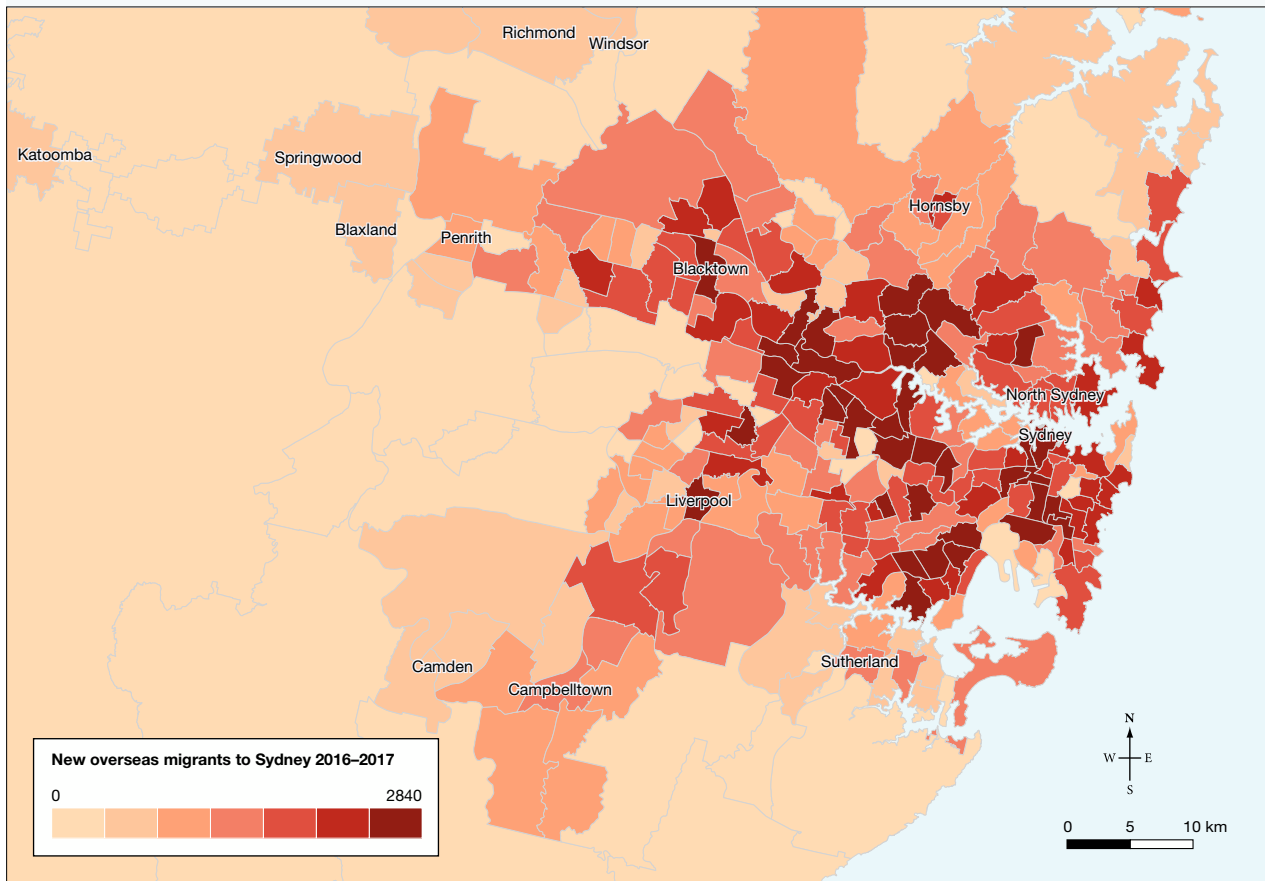 Richmond
Windsor
Katoomba
Springwood
Blaxland
Penrith
Hornsby
Blacktown
North Sydney
Sydney
Liverpool
Camden
Campbelltown
Sutherland
New overseas migrants to Sydney 2016–2017
0 2840
N
W E
S
0 5 10 km